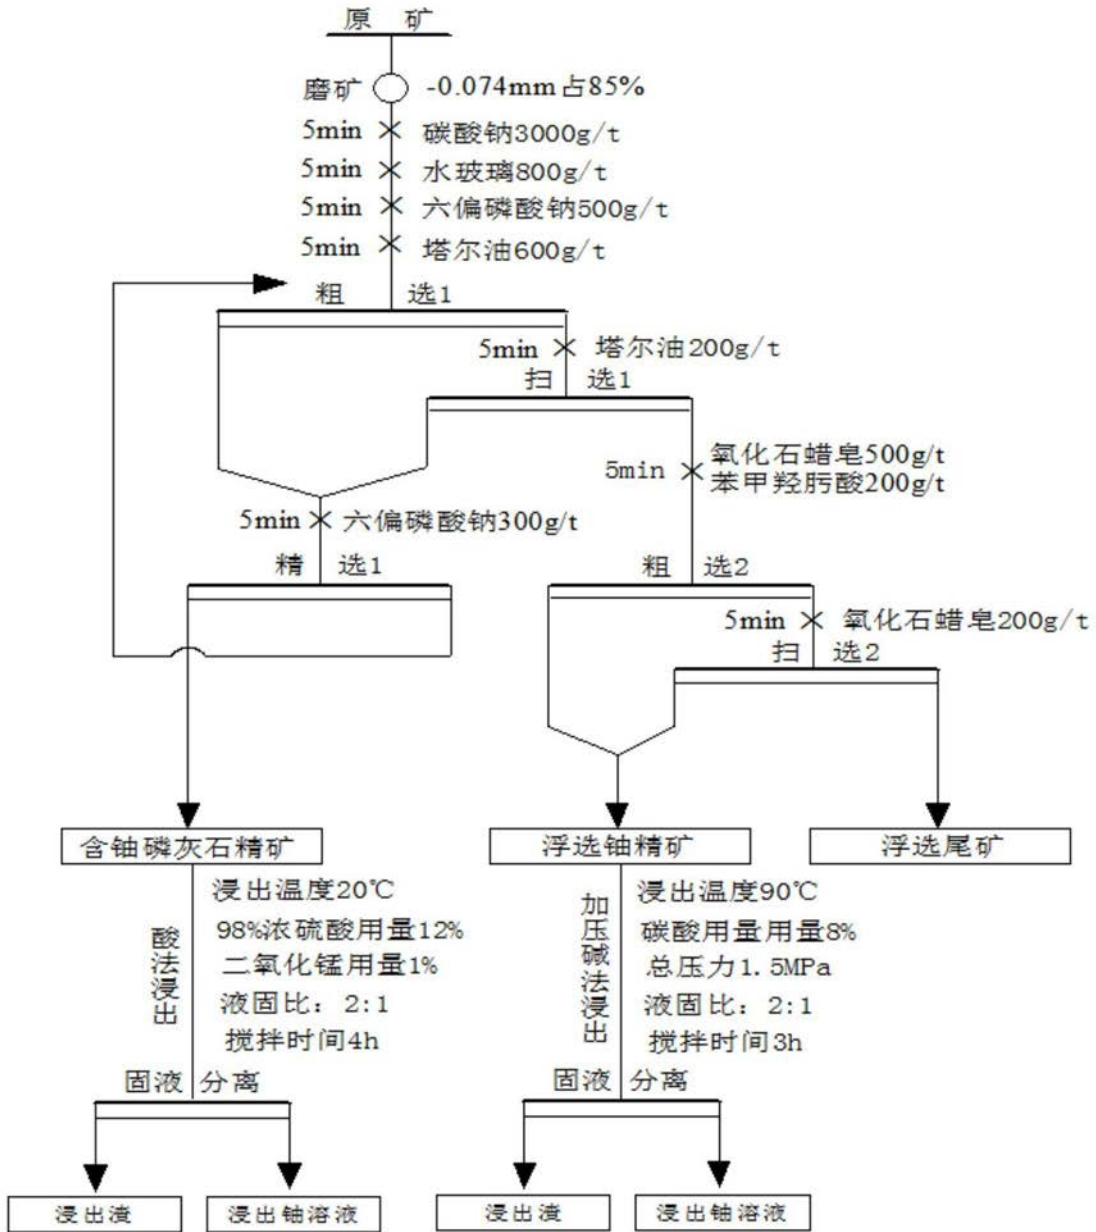 原 矿
磨矿 -0.074mm占85%
5min 碳酸钠3000g/t
5min 水玻璃800g/t
5min 六偏磷酸钠500g/t
5min 塔尔油600g/t
粗 选1
5min 塔尔油200g/t
扫 选1
氧化石蜡皂500g/t
5min 苯甲羟肟酸200g/t
5min 六偏磷酸钠300g/t
精 选1
粗 选2
5min 氧化石蜡皂200g/t
扫 选2
含铀磷灰石精矿
浮选铀精矿
浮选尾矿
酸法浸出
浸出温度20℃
98%浓硫酸用量12%
二氧化锰用量1%
液固比：2:1
搅拌时间4h
加压碱法浸出
浸出温度90℃
碳酸用量用量8%
总压力1.5MPa
液固比：2:1
搅拌时间3h
固液 分离
固液 分离
浸出渣
浸出铀溶液
浸出渣
浸出铀溶液